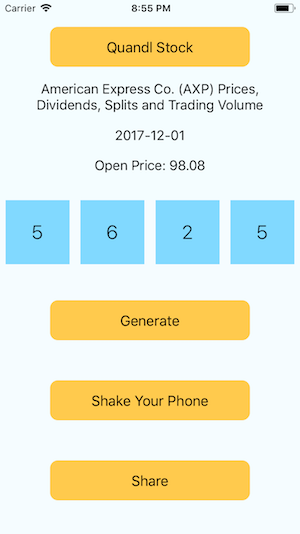 Carrier 8:55 PM
Quandl Stock
American Express Co. (AXP) Prices,
Dividends, Splits and Trading Volume
2017-12-01
Open Price: 98.08
5 6 2 5
Generate
Shake Your Phone
Share